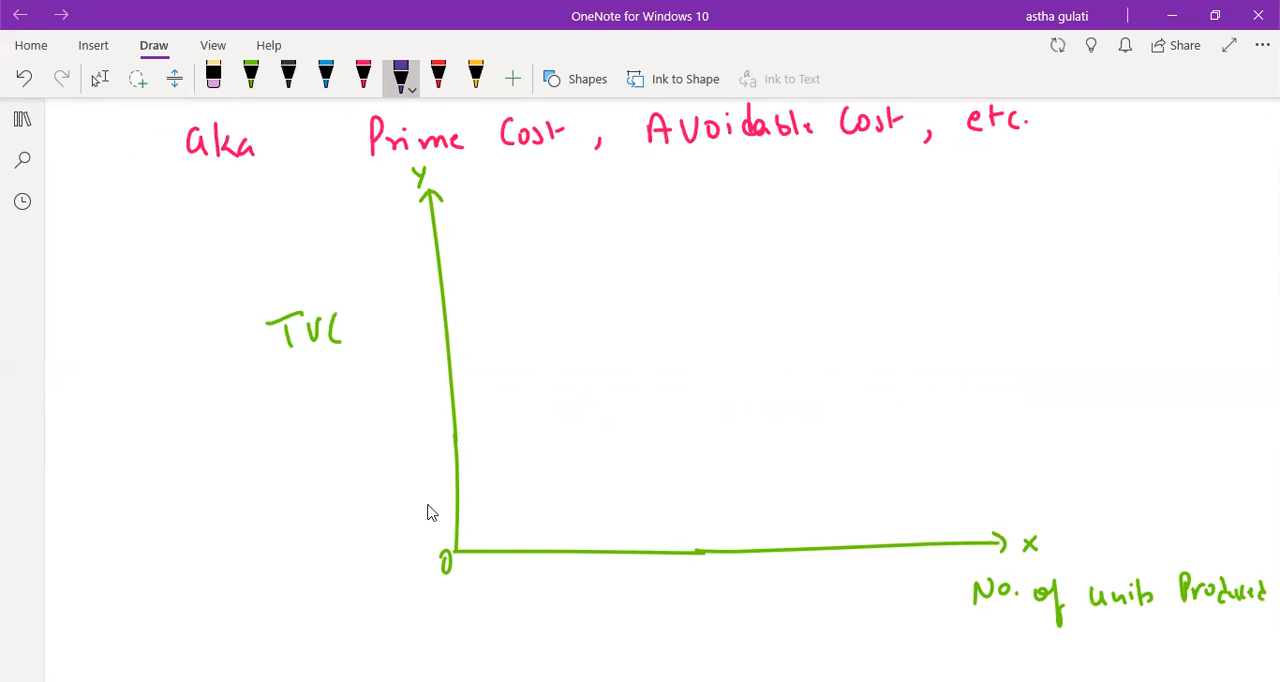 OneNote for Windows 10
astha gulati
Home Insert Draw View Help
Share
Shapes Ink to Shape Ink to Text
aka Prime Cost, Avoidable Cost, etc.
Y
TVC
0
X
No. of units Produced